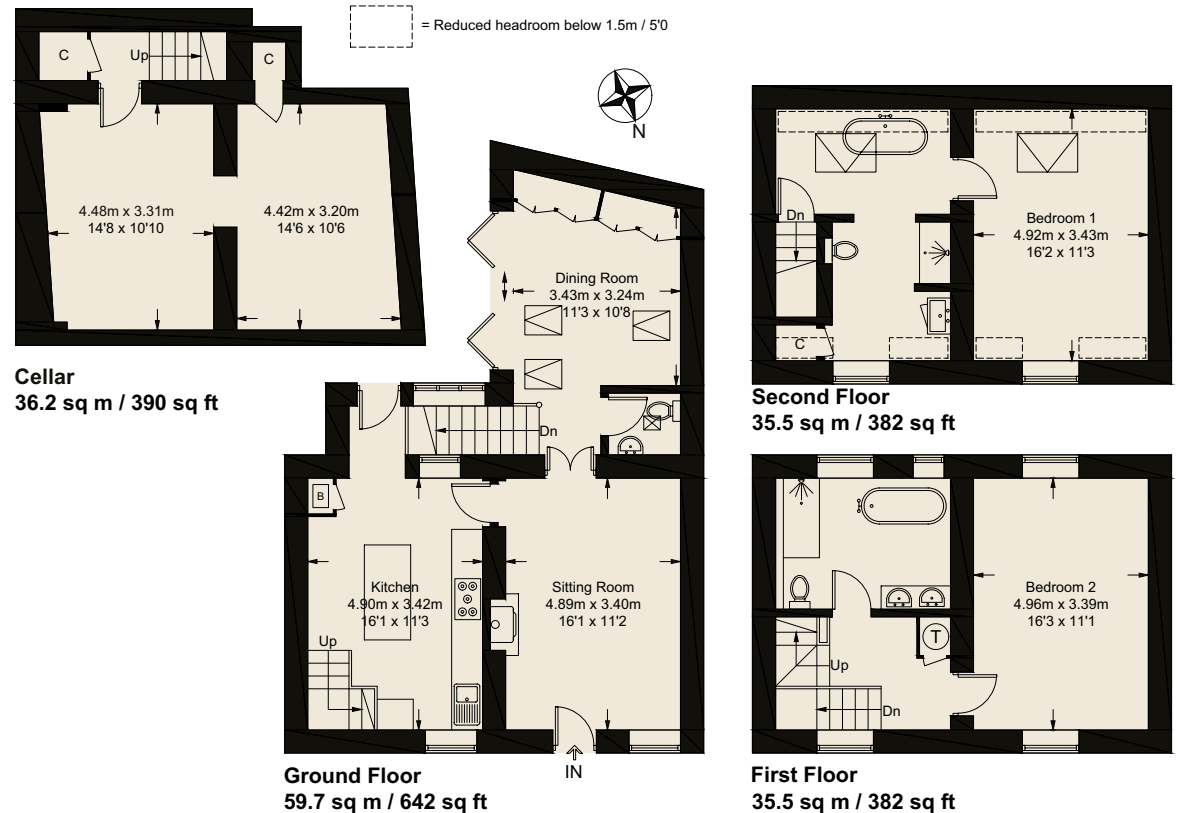 = Reduced headroom below 1.5m / 5'0
N
C
Up
C
4.48m x 3.31m
14'8 x 10'10
4.42m x 3.20m
14'6 x 10'6
Cellar
36.2 sq m / 390 sq ft
Dining Room
3.43m x 3.24m
11'3 x 10'8
Dn
B
Kitchen
4.90m x 3.42m
16'1 x 11'3
Up
Sitting Room
4.89m x 3.40m
16'1 x 11'2
IN
Ground Floor
59.7 sq m / 642 sq ft
Dn
C
Bedroom 1
4.92m x 3.43m
16'2 x 11'3
Second Floor
35.5 sq m / 382 sq ft
Bedroom 2
4.96m x 3.39m
16'3 x 11'1
T
Up
Dn
First Floor
35.5 sq m / 382 sq ft